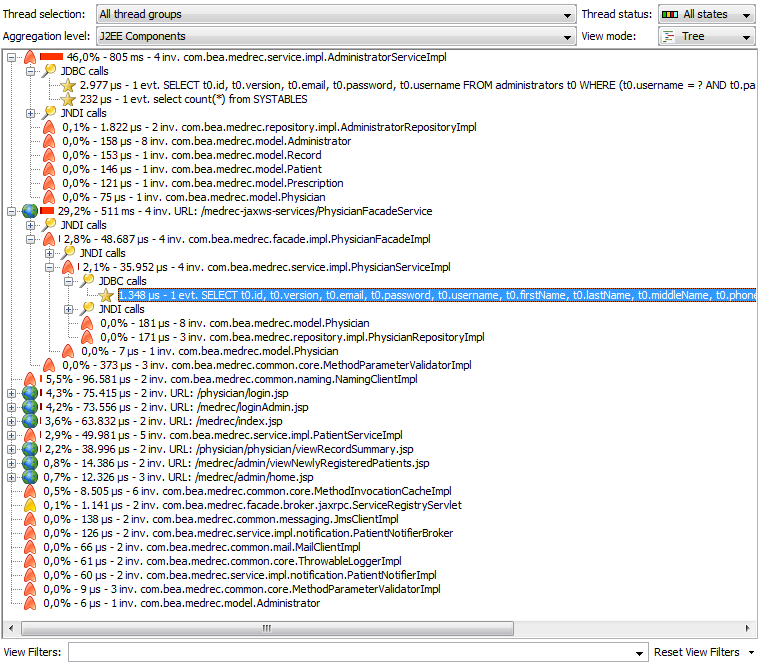 Thread selection: All thread groups Thread status: All states
Aggregation level: J2EE Components View mode: Tree
46,0% - 805 ms - 4 inv. com.bea.medrec.service.impl.AdministratorServiceImpl
JDBC calls
2.977 µs - 1 evt. SELECT t0.id, t0.version, t0.email, t0.password, t0.username FROM administrators t0 WHERE (t0.username = ? AND t0.pa
232 µs - 1 evt. select count(*) from SYSTABLES
JNDI calls
0,1% - 1.822 µs - 2 inv. com.bea.medrec.repository.impl.AdministratorRepositoryImpl
0,0% - 158 µs - 8 inv. com.bea.medrec.model.Administrator
0,0% - 153 µs - 1 inv. com.bea.medrec.model.Record
0,0% - 146 µs - 1 inv. com.bea.medrec.model.Patient
0,0% - 121 µs - 1 inv. com.bea.medrec.model.Prescription
0,0% - 75 µs - 1 inv. com.bea.medrec.model.Physician
29,2% - 511 ms - 4 inv. URL: /medrec-jaxws-services/PhysicianFacadeService
JNDI calls
2,8% - 48.687 µs - 4 inv. com.bea.medrec.facade.impl.PhysicianFacadeImpl
JNDI calls
2,1% - 35.952 µs - 4 inv. com.bea.medrec.service.impl.PhysicianServiceImpl
JDBC calls
1.348 µs - 1 evt. SELECT t0.id, t0.version, t0.email, t0.password, t0.username, t0.firstName, t0.lastName, t0.middleName, t0.phone
JNDI calls
0,0% - 181 µs - 8 inv. com.bea.medrec.model.Physician
0,0% - 171 µs - 3 inv. com.bea.medrec.repository.impl.PhysicianRepositoryImpl
0,0% - 7 µs - 1 inv. com.bea.medrec.model.Physician
0,0% - 373 µs - 3 inv. com.bea.medrec.common.core.MethodParameterValidatorImpl
5,5% - 96.581 µs - 2 inv. com.bea.medrec.common.naming.NamingClientImpl
4,3% - 75.415 µs - 2 inv. URL: /physician/login.jsp
4,2% - 73.556 µs - 2 inv. URL: /medrec/loginAdmin.jsp
3,6% - 63.832 µs - 2 inv. URL: /medrec/index.jsp
2,9% - 49.981 µs - 5 inv. com.bea.medrec.service.impl.PatientServiceImpl
2,2% - 38.996 µs - 2 inv. URL: /physician/physician/viewRecordSummary.jsp
0,8% - 14.386 µs - 2 inv. URL: /medrec/admin/viewNewlyRegisteredPatients.jsp
0,7% - 12.326 µs - 3 inv. URL: /medrec/admin/home.jsp
0,5% - 8.505 µs - 6 inv. com.bea.medrec.common.core.MethodInvocationCacheImpl
0,1% - 1.141 µs - 2 inv. com.bea.medrec.facade.broker.jaxrpc.ServiceRegistryServlet
0,0% - 138 µs - 2 inv. com.bea.medrec.common.messaging.JmsClientImpl
0,0% - 126 µs - 2 inv. com.bea.medrec.service.impl.notification.PatientNotifierBroker
0,0% - 66 µs - 2 inv. com.bea.medrec.common.mail.MailClientImpl
0,0% - 61 µs - 2 inv. com.bea.medrec.common.core.ThrowableLoggerImpl
0,0% - 60 µs - 2 inv. com.bea.medrec.service.impl.notification.PatientNotifierImpl
0,0% - 9 µs - 3 inv. com.bea.medrec.common.core.MethodParameterValidatorImpl
0,0% - 6 µs - 1 inv. com.bea.medrec.model.Administrator
View Filters: Reset View Filters